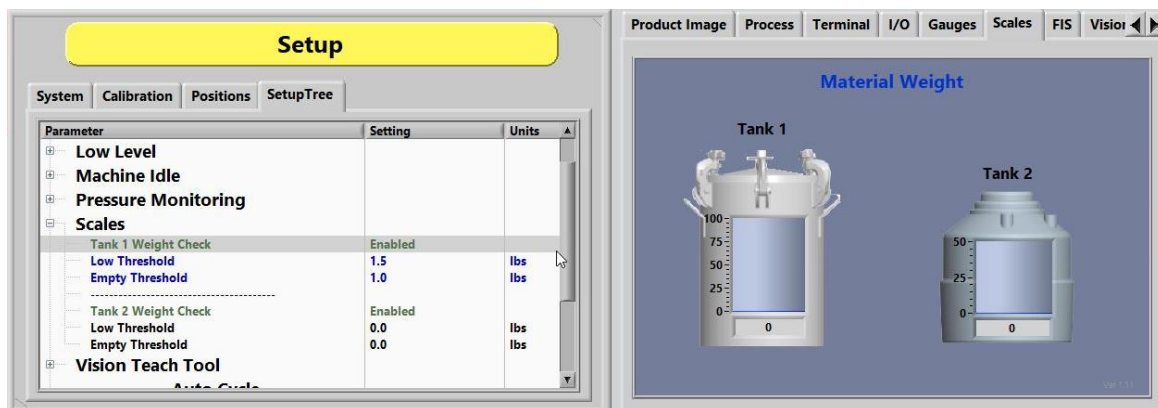 Setup
System Calibration Positions SetupTree
Parameter Setting Units
Low Level
Machine Idle
Pressure Monitoring
Scales
Tank 1 Weight Check Enabled
Low Threshold 1.5 lbs
Empty Threshold 1.0 lbs
----------------------------------------
Tank 2 Weight Check Enabled
Low Threshold 0.0 lbs
Empty Threshold 0.0 lbs
Vision Teach Tool
Auto Cycle
Product Image Process Terminal I/O Gauges Scales FIS Vision
Material Weight
Tank 1
100
75
50
25
0
0
Tank 2
50
25
0
0